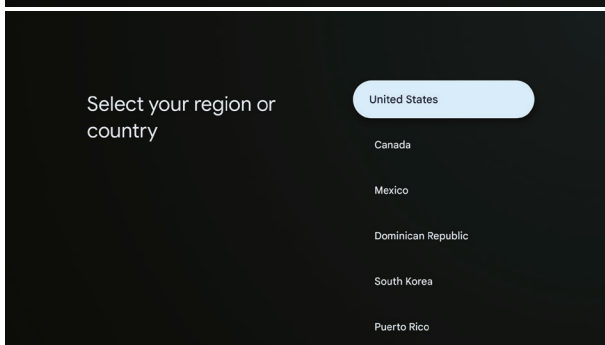 Select your region or
country
United States
Canada
Mexico
Dominican Republic
South Korea
Puerto Rico